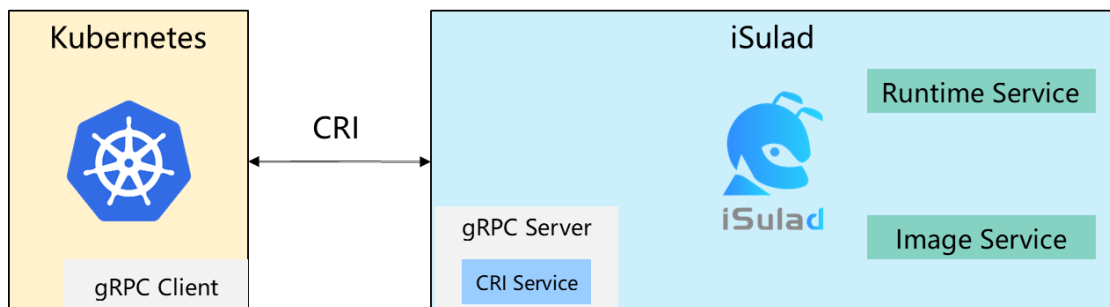 Kubernetes
gRPC Client
CRI
iSulad
Runtime Service
iSulad
gRPC Server
CRI Service
Image Service